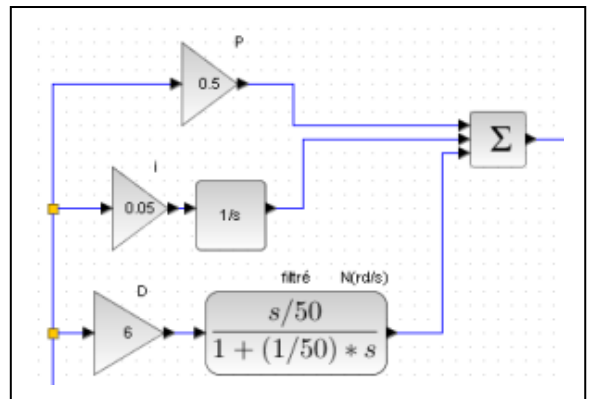 P
0.5
Σ
I
0.05
1/s
filtré N(rd/s)
D
6
s/50
1 + (1/50) * s